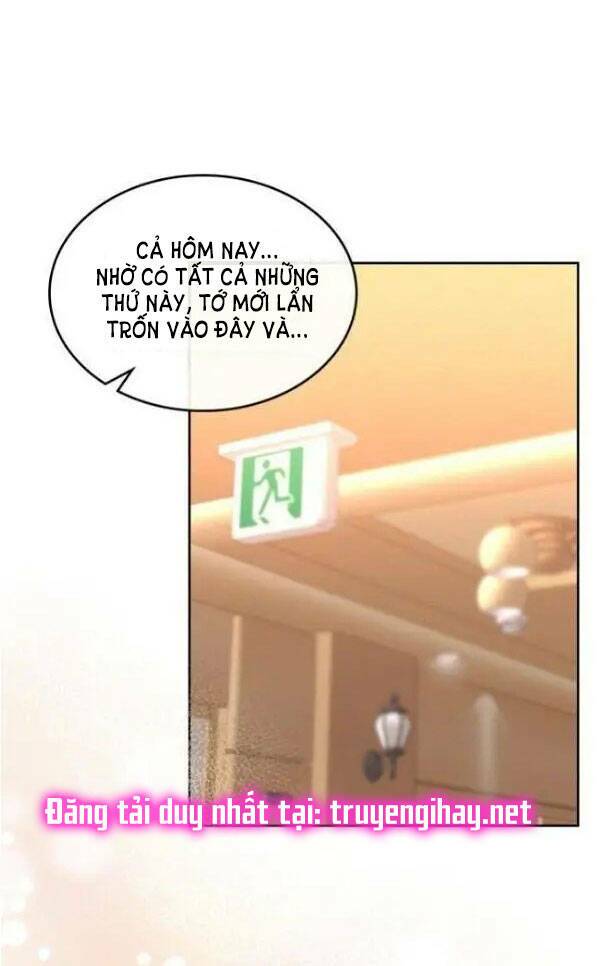 CẢ HÔM NAY...
NHỜ CÓ TẤT CẢ NHỮNG
THỨ NÀY, TỚ MỚI LẨN
TRỐN VÀO ĐÂY VÀ...
Đăng tải duy nhất tại: truyengihay.net